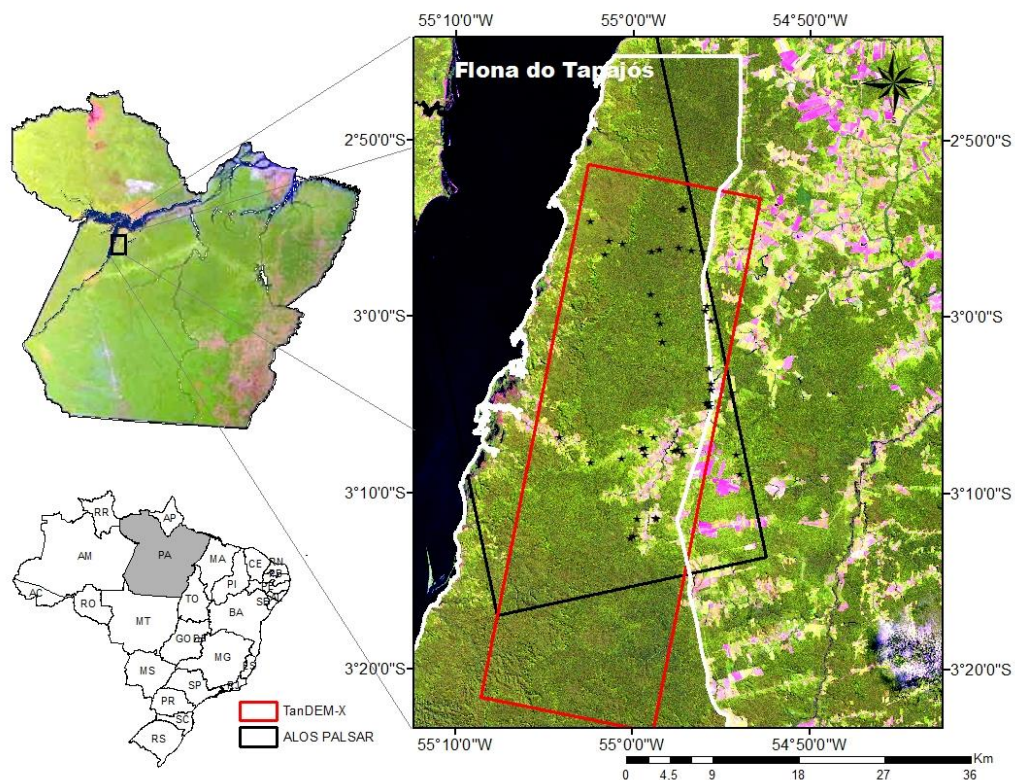 55°10'0"W 55°0'0"W 54°50'0"W
Flona do Tapajós
2°50'0"S 2°50'0"S
3°0'0"S 3°0'0"S
3°10'0"S 3°10'0"S
3°20'0"S 3°20'0"S
55°10'0"W 55°0'0"W 54°50'0"W
Km
0 4.5 9 18 27 36
RR AP
AM PA MA CE RN
PB
AC RO TO PI
MT BA
GO
MG ES
MS SP
PR
SC
RS
TanDEM-X
ALOS PALSAR